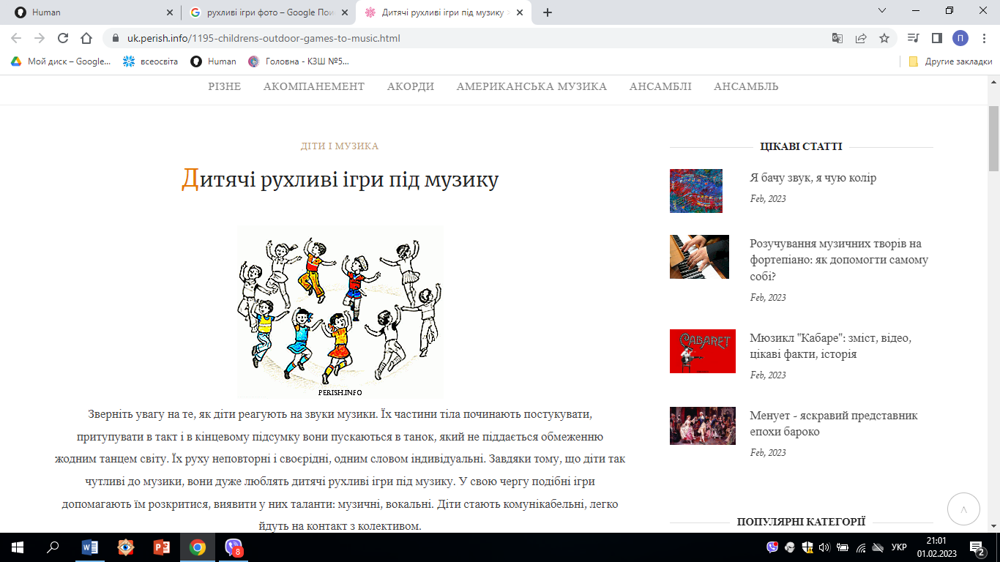 Human
рухливі ігри фото – Google Пои
Дитячі рухливі ігри під музику
uk.perish.info/1195-childrens-outdoor-games-to-music.html
П
Мой диск – Google...
всеосвіта
Human
Головна - КЗШ №5...
Другие закладки
РІЗНЕ
АКОМПАНЕМЕНТ
АКОРДИ
АМЕРИКАНСЬКА МУЗИКА
АНСАМБЛІ
АНСАМБЛЬ
ДІТИ І МУЗИКА
Дитячі рухливі ігри під музику
PERISH.INFO
Зверніть увагу на те, як діти реагують на звуки музики. Їх частини тіла починають постукувати,
притупувати в такт і в кінцевому підсумку вони пускаються в танок, який не піддається обмеженню
жодним танцем світу. Їх руху неповторні і своєрідні, одним словом індивідуальні. Завдяки тому, що діти так
чутливі до музики, вони дуже люблять дитячі рухливі ігри під музику. У свою чергу подібні ігри
допомагають їм розкритися, виявити у них таланти: музичні, вокальні. Діти стають комунікабельні, легко
йдуть на контакт з колективом.
ЦІКАВІ СТАТТІ
Я бачу звук, я чую колір
Feb, 2023
Розучування музичних творів на
фортепіано: як допомогти самому
собі?
Feb, 2023
CABARET
Мюзикл "Кабаре": зміст, відео,
цікаві факти, історія
Feb, 2023
Менует - яскравий представник
епохи бароко
Feb, 2023
ПОПУЛЯРНІ КАТЕГОРІЇ
8
УКР
21:01
01.02.2023
2